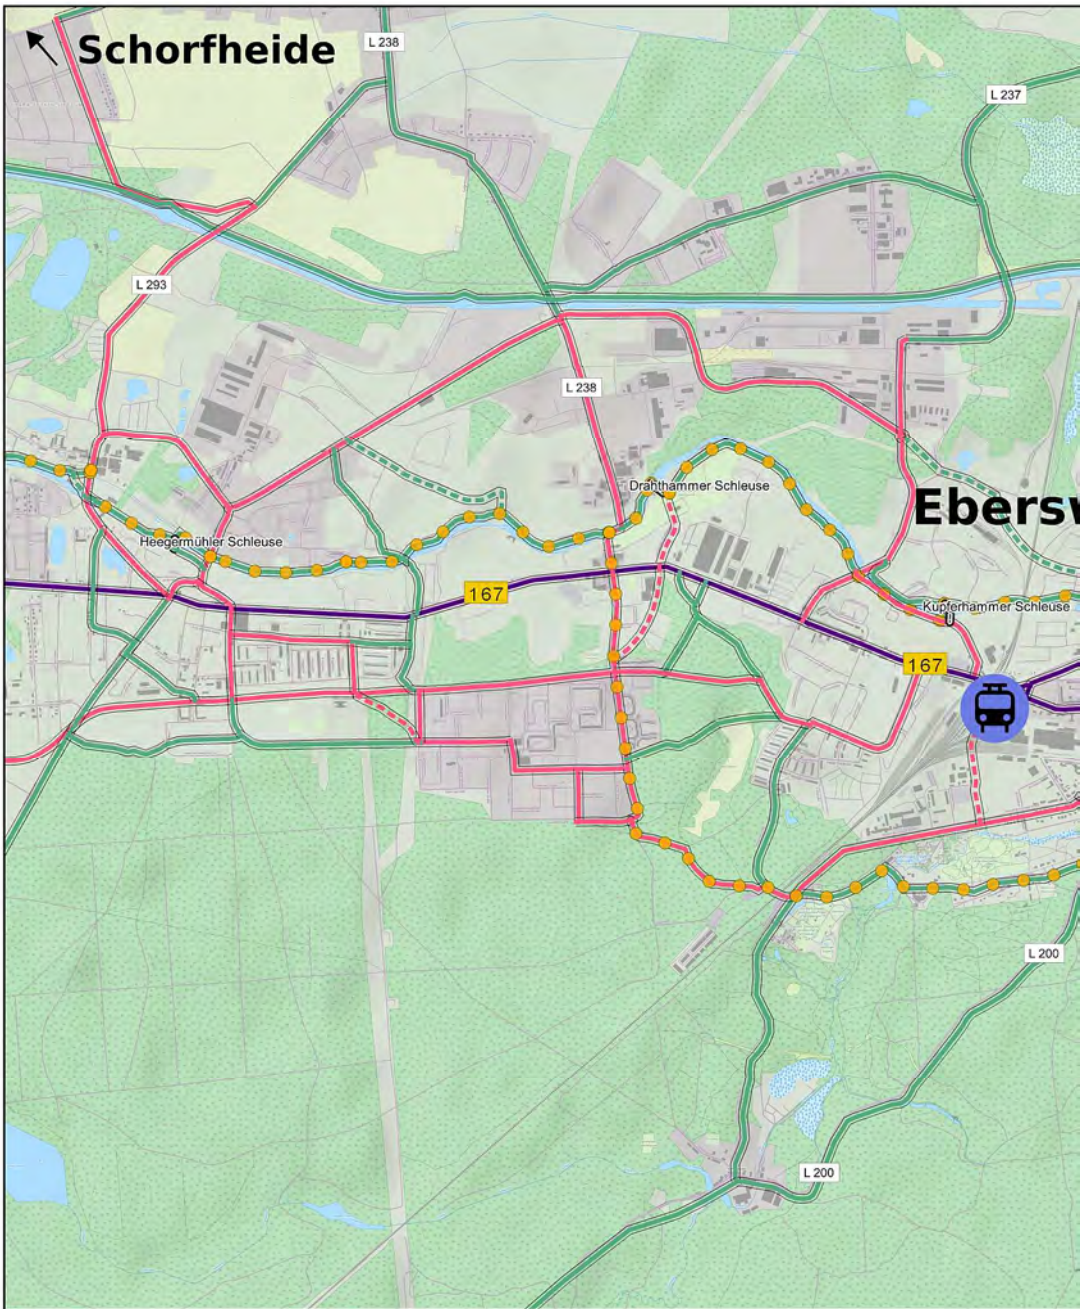 Schorfheide
L 238
L 237
L 293
L 238
Drahthammer Schleuse
Ebersw
Heegermühler Schleuse
167
Kupferhammer Schleuse
167
L 200
L 200